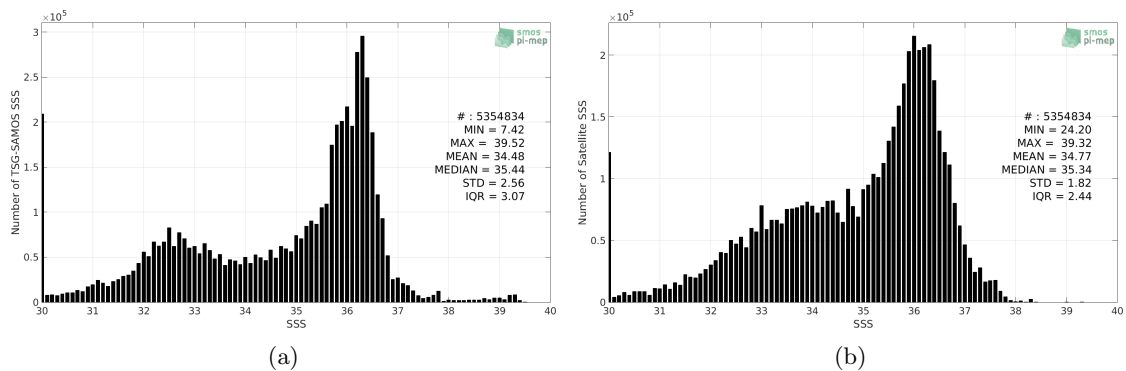 ×10⁵
3
2.5
2
1.5
1
0.5
0
Number of TSG-SAMOS SSS
30 31 32 33 34 35 36 37 38 39 40
SSS
smos
pi-mep
# : 5354834
MIN = 7.42
MAX = 39.52
MEAN = 34.48
MEDIAN = 35.44
STD = 2.56
IQR = 3.07
(a)
×10⁵
2
1.5
1
0.5
0
Number of Satellite SSS
30 31 32 33 34 35 36 37 38 39 40
SSS
smos
pi-mep
# : 5354834
MIN = 24.20
MAX = 39.32
MEAN = 34.77
MEDIAN = 35.34
STD = 1.82
IQR = 2.44
(b)